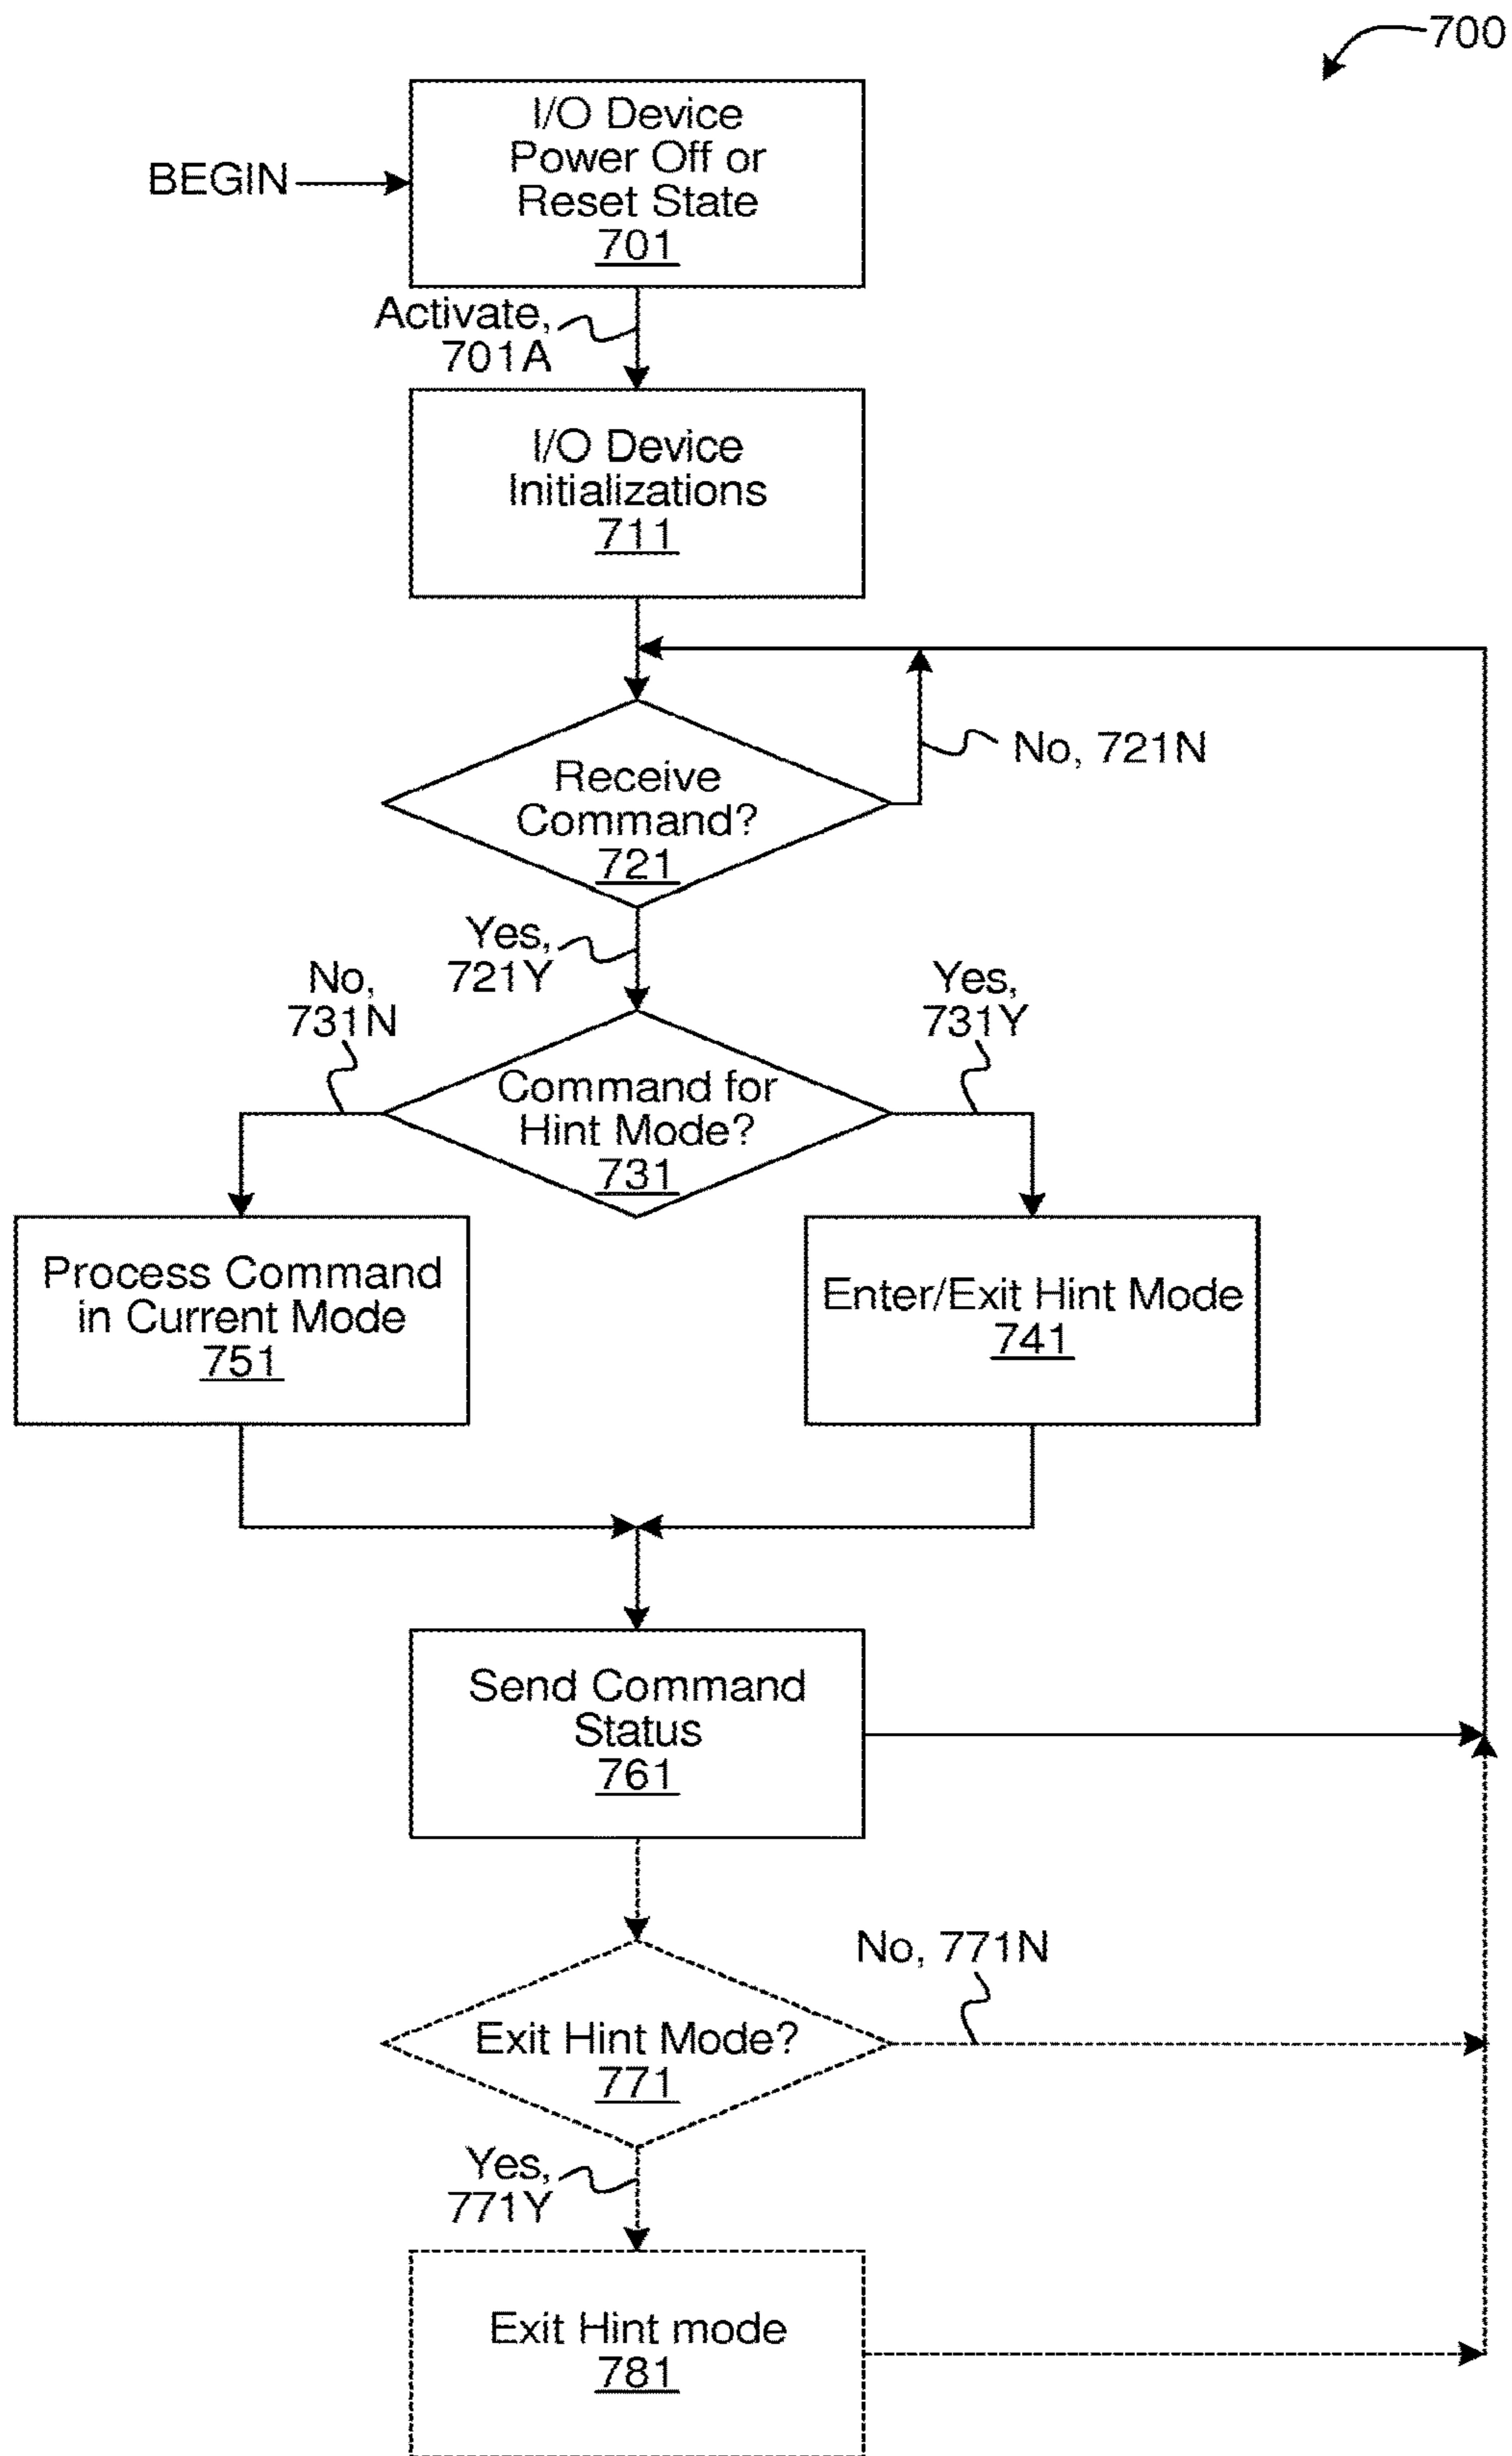 700
I/O Device
Power Off or
Reset State
701
BEGIN
Activate,
701A
I/O Device
Initializations
711
Receive
Command?
721
No, 721N
Yes,
721Y
No,
731N
Yes,
731Y
Command for
Hint Mode?
731
Process Command
in Current Mode
751
Enter/Exit Hint Mode
741
Send Command
Status
761
No, 771N
Exit Hint Mode?
771
Yes,
771Y
Exit Hint mode
781